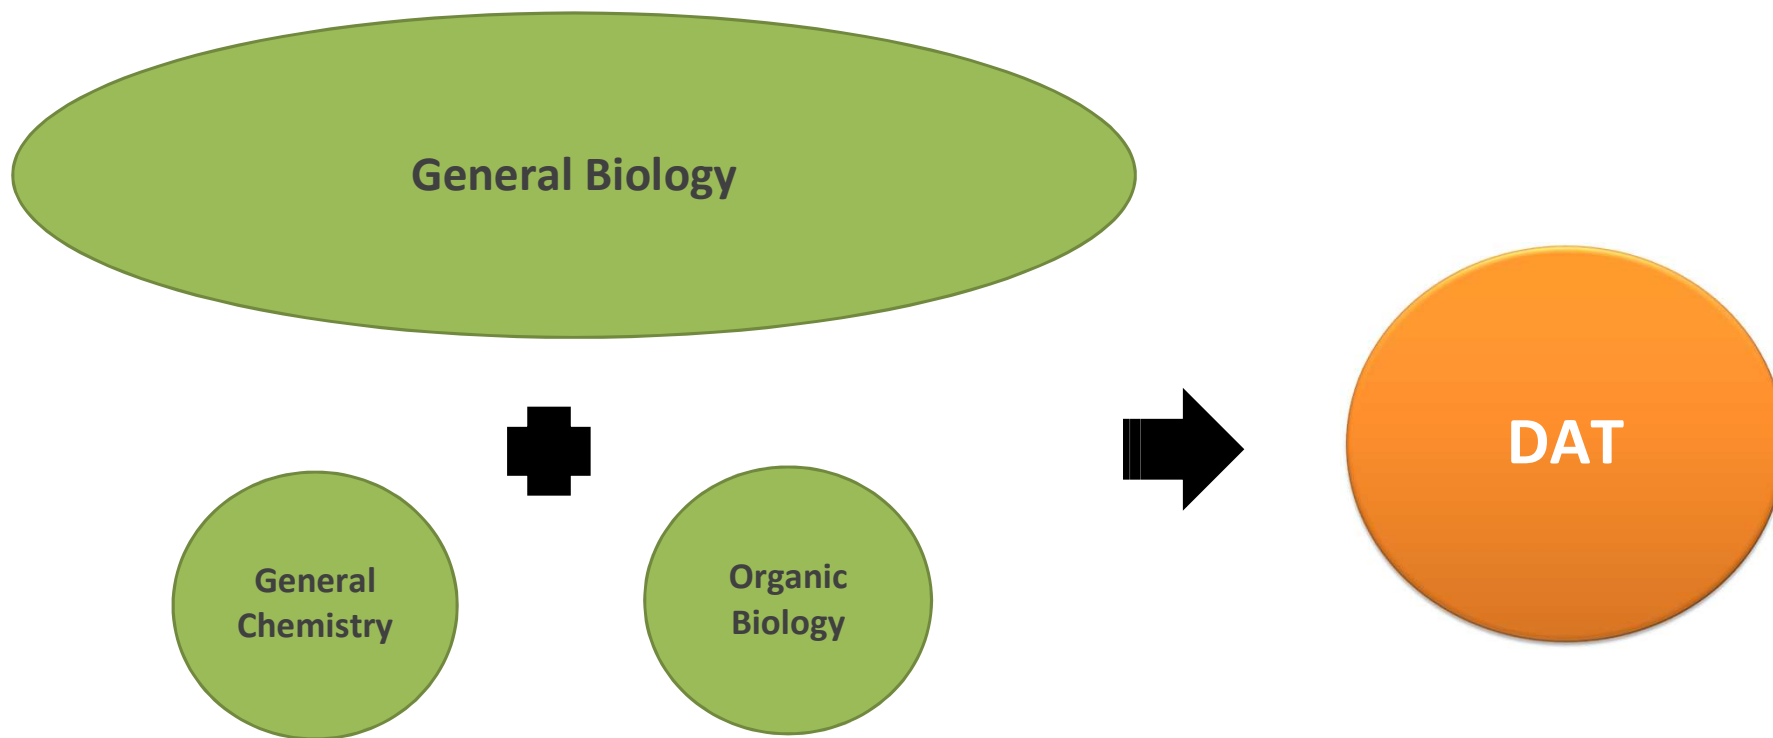 General Biology
General
Chemistry
Organic
Biology
DAT